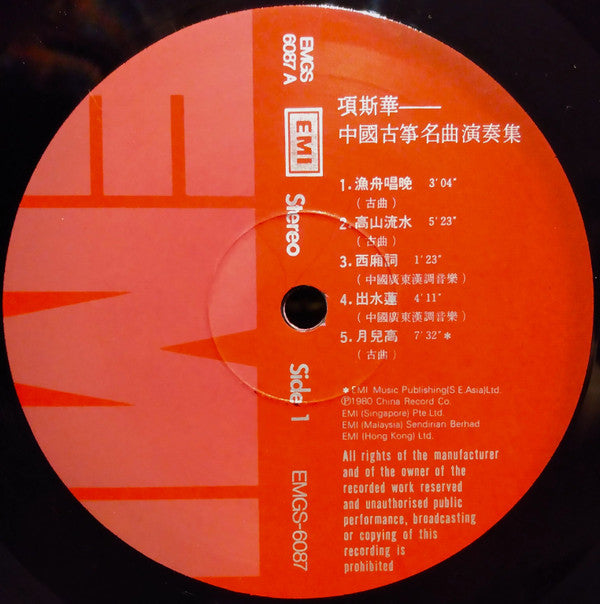 EMGS
6087 A
EMI
Stereo
Side 1
EMGS-6087
項斯華——
中國古箏名曲演奏集
1. 漁舟唱晚 3'04"
(古曲)
2. 高山流水 5'23"
(古曲)
3. 西廂詞 1'23"
(中國廣東漢調音樂)
4. 出水蓮 4'11"
(中國廣東漢調音樂)
5. 月兒高 7'32"*
(古曲)
* EMI Music Publishing(S.E.Asia)Ltd.
℗1980 China Record Co.
EMI (Singapore) Pte.Ltd.
EMI (Malaysia) Sendirian Berhad
EMI (Hong Kong) Ltd.
All rights of the manufacturer
and of the owner of the
recorded work reserved
and unauthorised public
performance, broadcasting
or copying of this
recording is
prohibited